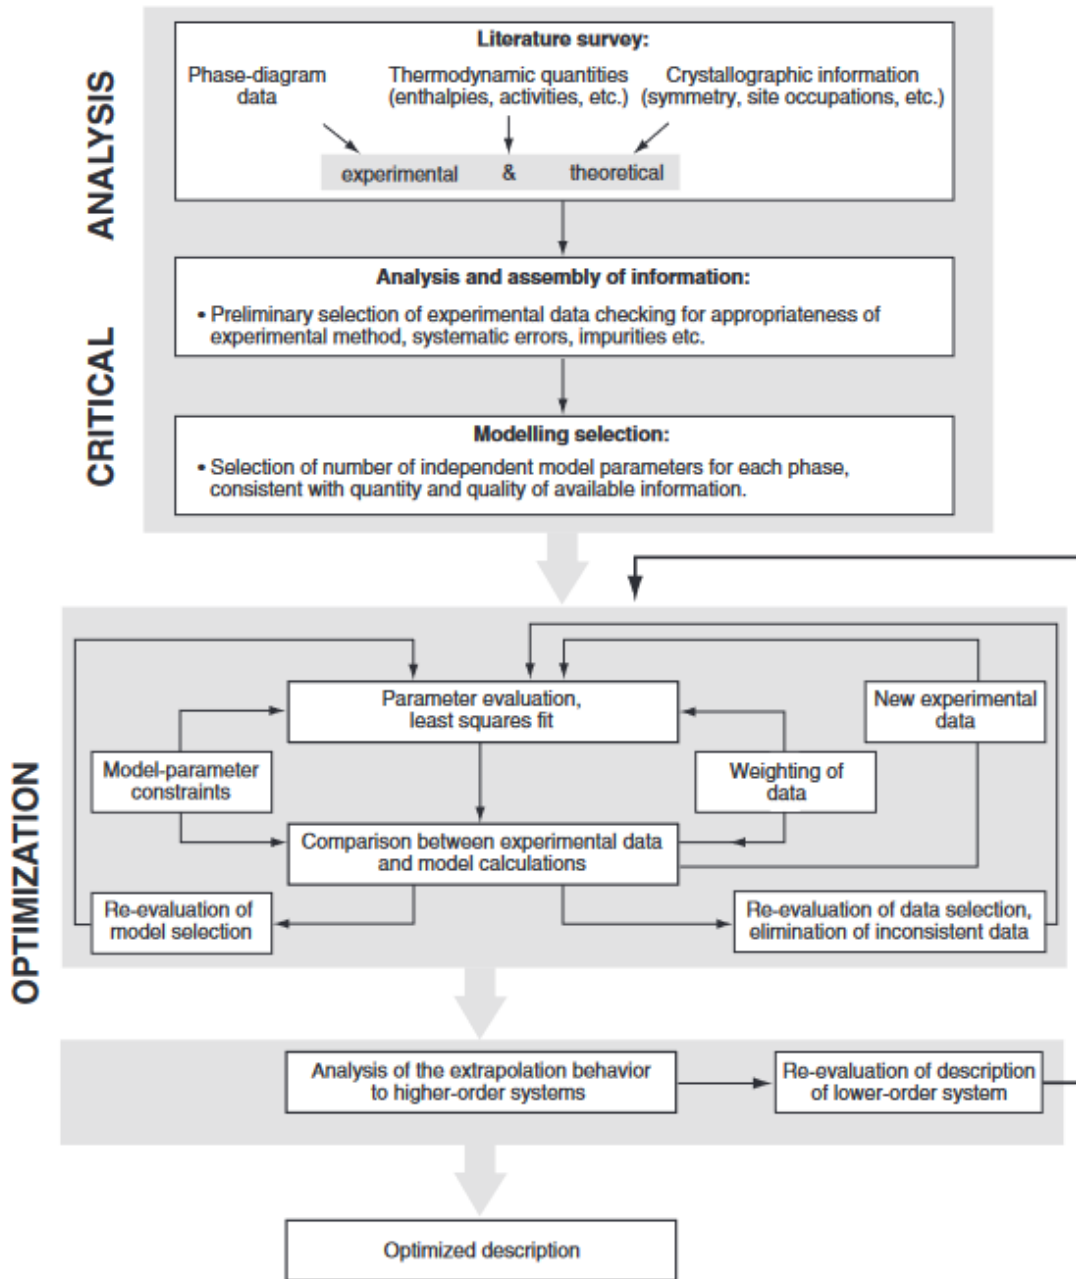 ANALYSIS
CRITICAL
Literature survey:
Phase-diagram
data
Thermodynamic quantities
(enthalpies, activities, etc.)
Crystallographic information
(symmetry, site occupations, etc.)
experimental & theoretical
Analysis and assembly of information:
• Preliminary selection of experimental data checking for appropriateness of
experimental method, systematic errors, impurities etc.
Modelling selection:
• Selection of number of independent model parameters for each phase,
consistent with quantity and quality of available information.
OPTIMIZATION
Parameter evaluation,
least squares fit
New experimental
data
Model-parameter
constraints
Weighting of
data
Comparison between experimental data
and model calculations
Re-evaluation of
model selection
Re-evaluation of data selection,
elimination of inconsistent data
Analysis of the extrapolation behavior
to higher-order systems
Re-evaluation of description
of lower-order system
Optimized description